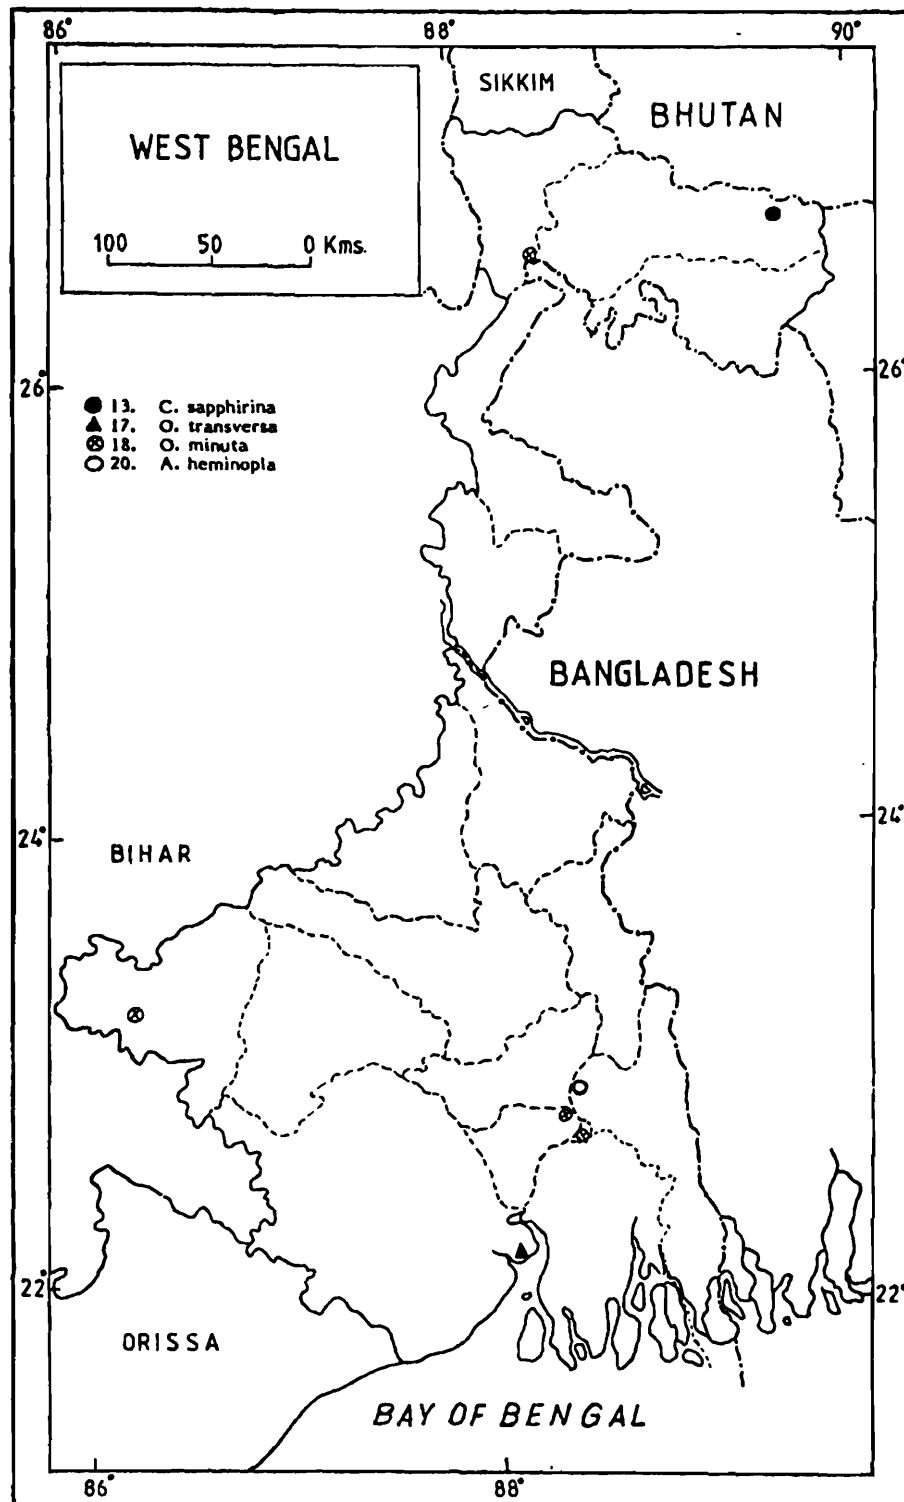 86° 88° 90°
SIKKIM
BHUTAN
WEST BENGAL
100 50 0 Kms.
26° 26°
● 13. C. sapphirina
▲ 17. O. transversa
⊗ 18. O. minuta
○ 20. A. heminopla
BANGLADESH
24° 24°
BIHAR
22° 22°
ORISSA
BAY OF BENGAL
86° 88°